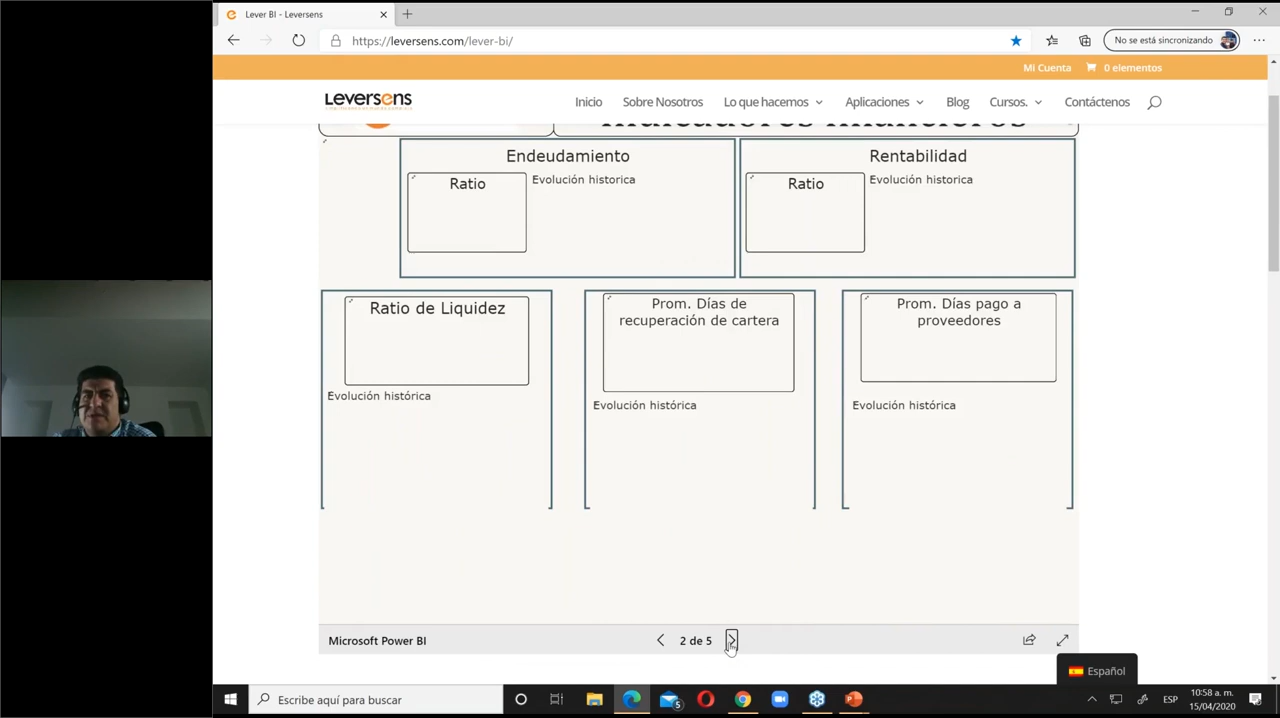 Lever BI - Leversens
https://leversens.com/lever-bi/
No se está sincronizando
Mi Cuenta
0 elementos
Leversens
Inicio
Sobre Nosotros
Lo que hacemos
Aplicaciones
Blog
Cursos.
Contáctenos
Endeudamiento
Ratio
Evolución historica
Rentabilidad
Ratio
Evolución historica
Ratio de Liquidez
Evolución histórica
Prom. Días de
recuperación de cartera
Evolución histórica
Prom. Días pago a
proveedores
Evolución histórica
Microsoft Power BI
2 de 5
Español
Escribe aquí para buscar
5
ESP
10:58 a. m.
15/04/2020